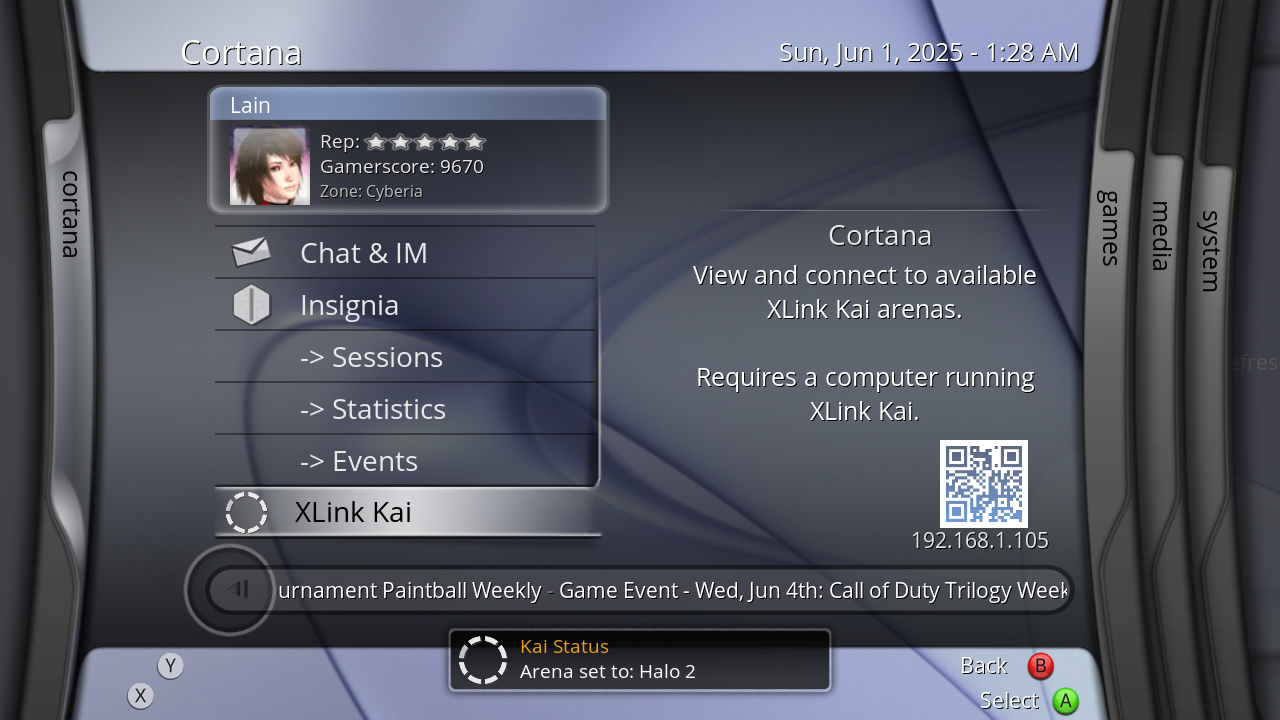 Cortana
Sun, Jun 1, 2025 - 1:28 AM
cortana
Lain
Rep:
Gamerscore: 9670
Zone: Cyberia
Chat & IM
Insignia
-> Sessions
-> Statistics
-> Events
XLink Kai
Cortana
View and connect to available
XLink Kai arenas.
Requires a computer running
XLink Kai.
192.168.1.105
games
media
system
efres
urnament Paintball Weekly - Game Event - Wed, Jun 4th: Call of Duty Trilogy Week
Kai Status
Arena set to: Halo 2
Y
X
Back B
Select A